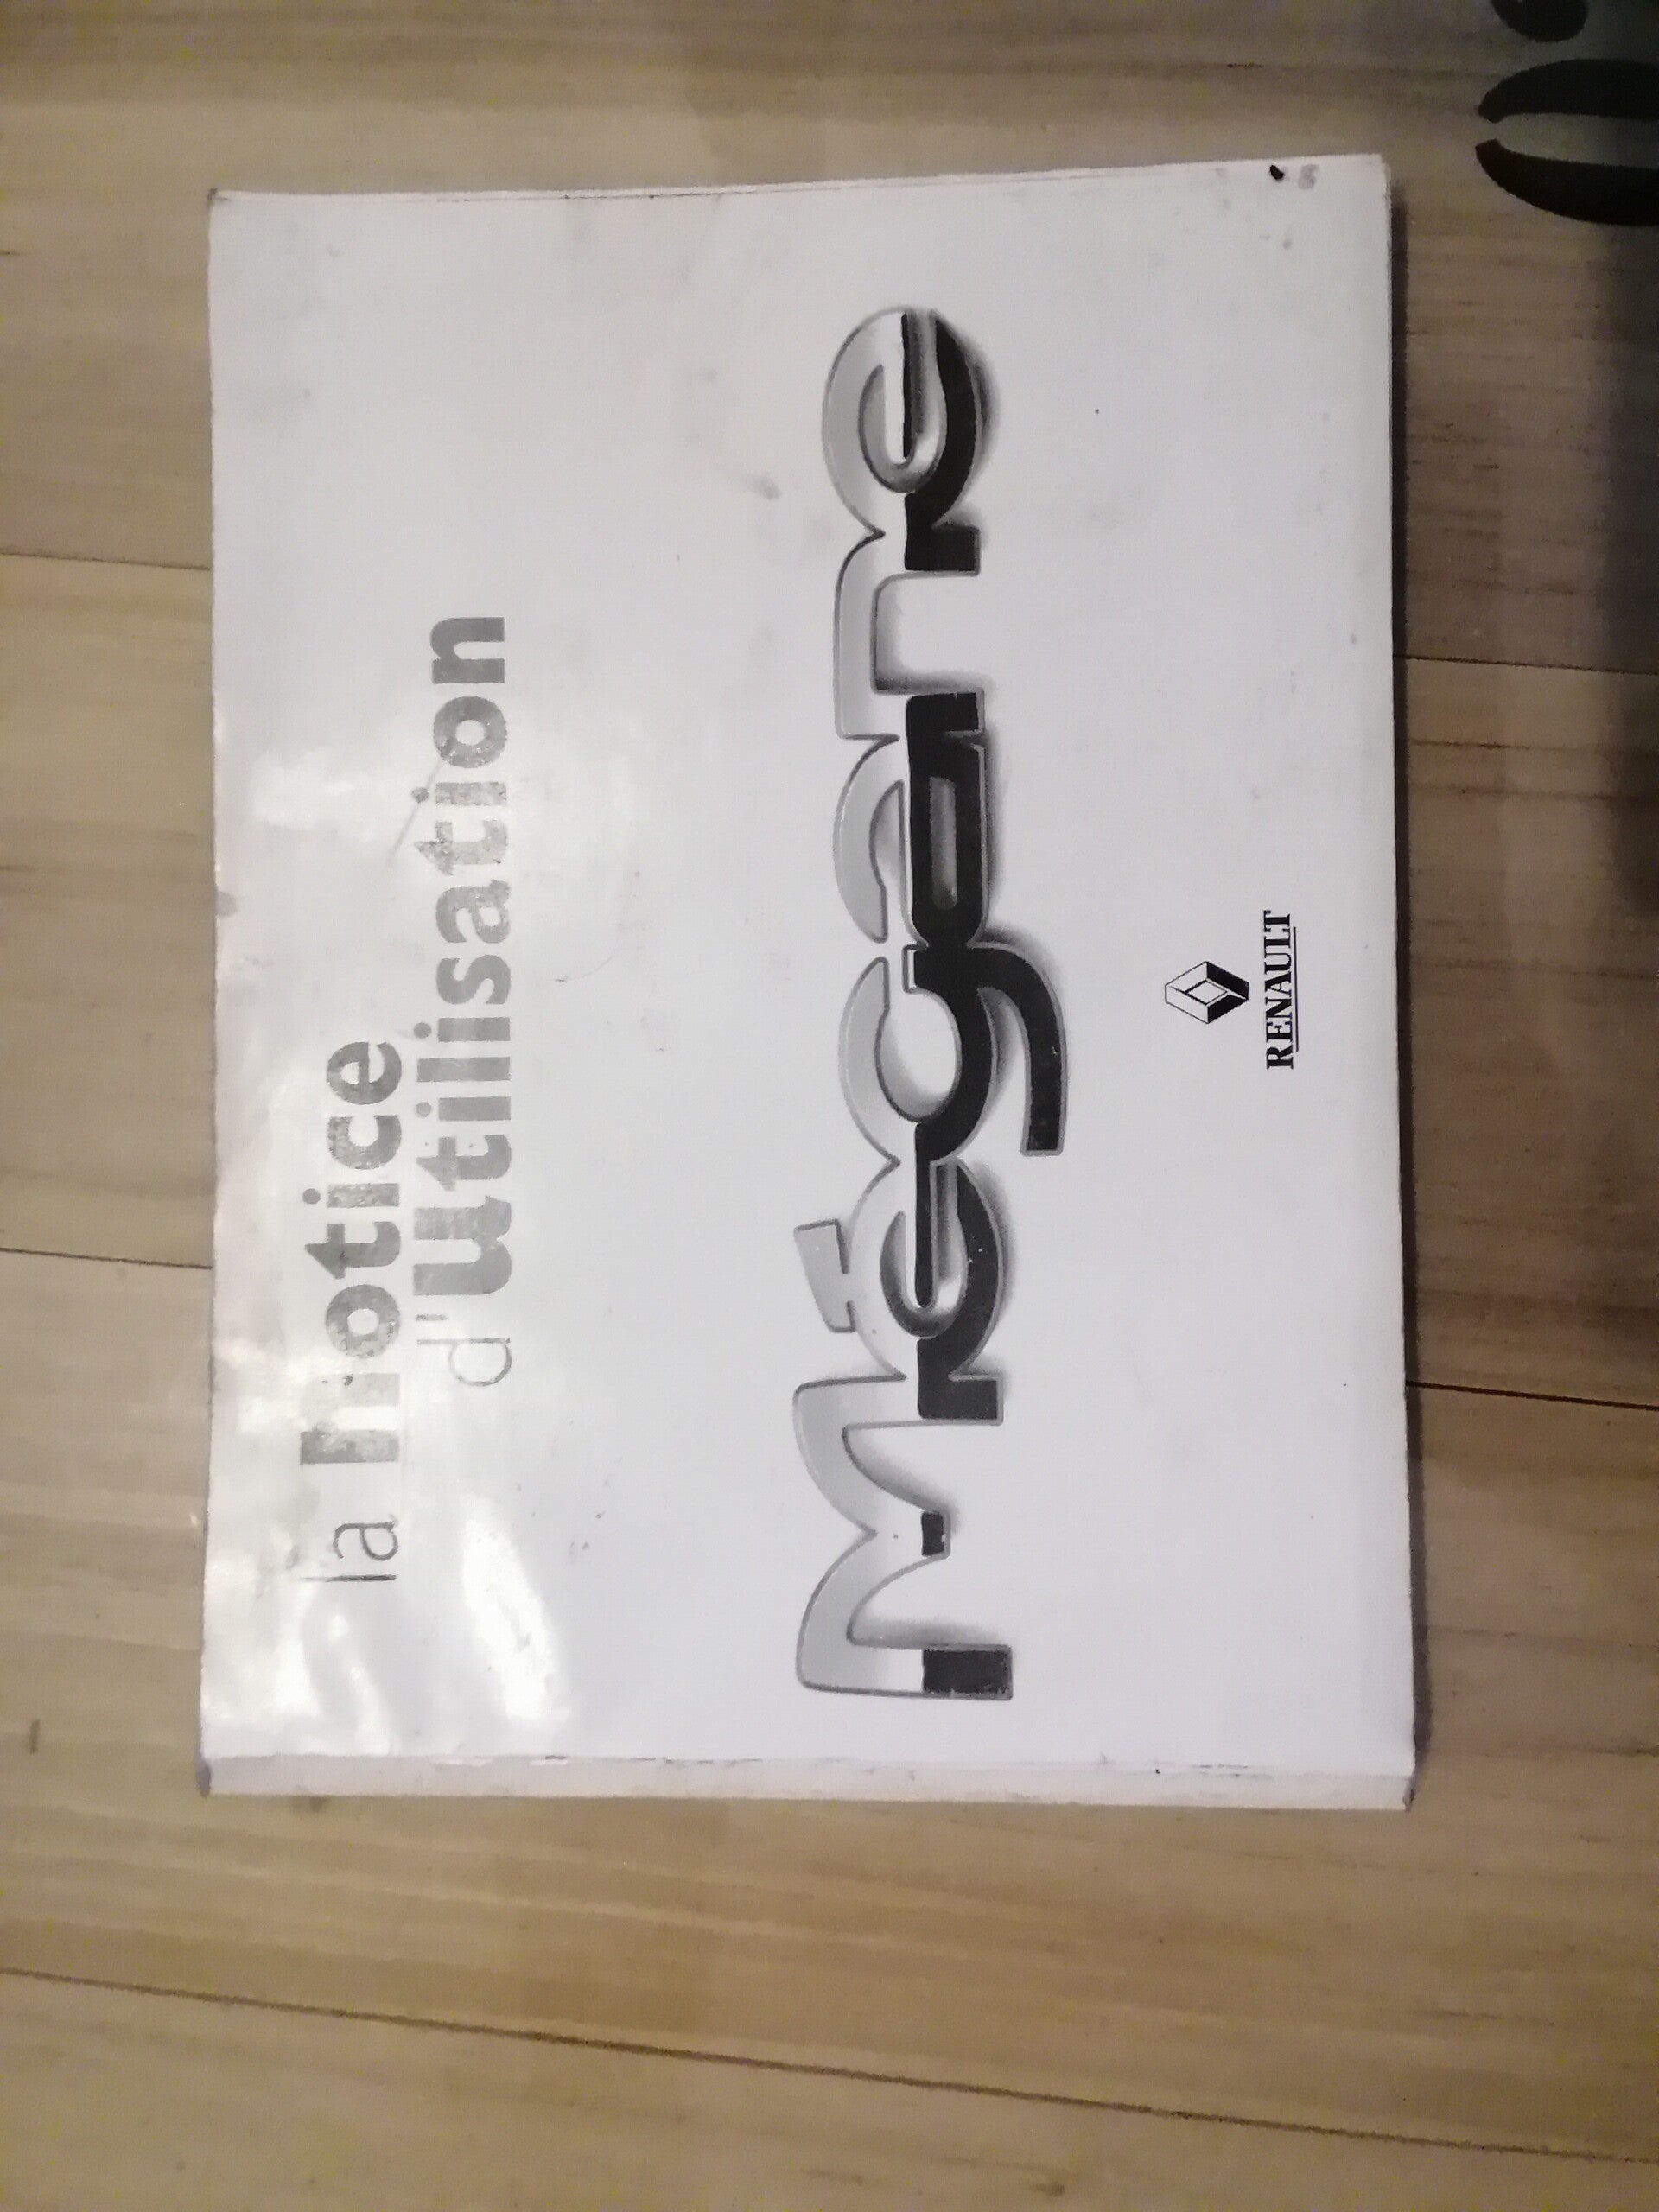 la notice
d'utilisation
Mégane
RENAULT